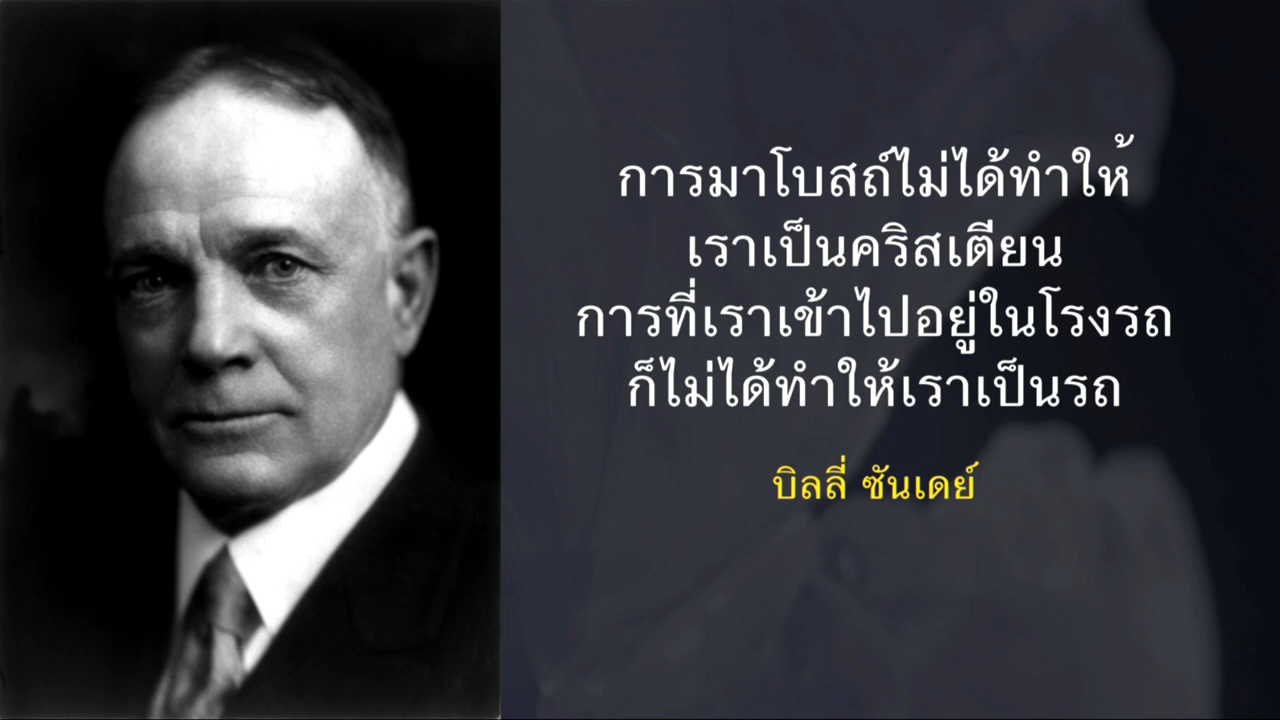 การมาโบสถ์ไม่ได้ทำให้
เราเป็นคริสเตียน
การที่เราเข้าไปอยู่ในโรงรถ
ก็ไม่ได้ทำให้เราเป็นรถ
บิลลี่ ซันเดย์